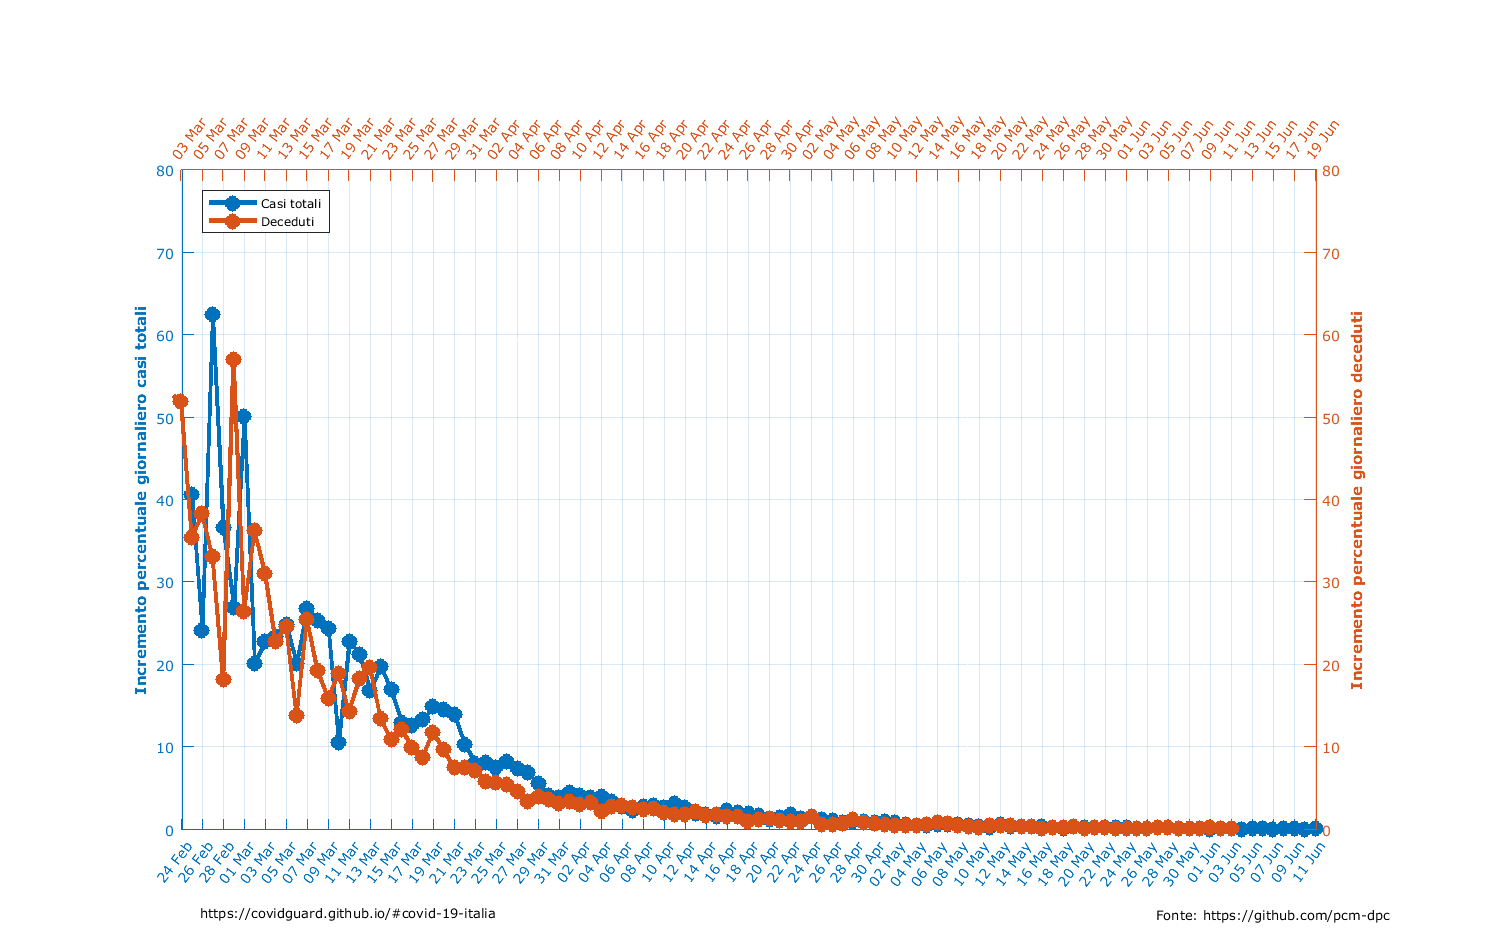 03 Mar 05 Mar 07 Mar 09 Mar 11 Mar 13 Mar 15 Mar 17 Mar 19 Mar 21 Mar 23 Mar 25 Mar 27 Mar 29 Mar 31 Mar 02 Apr 04 Apr 06 Apr 08 Apr 10 Apr 12 Apr 14 Apr 16 Apr 18 Apr 20 Apr 22 Apr 24 Apr 26 Apr 28 Apr 30 Apr 02 May 04 May 06 May 08 May 10 May 12 May 14 May 16 May 18 May 20 May 22 May 24 May 26 May 28 May 30 May 01 Jun 03 Jun 05 Jun 07 Jun 09 Jun 11 Jun 13 Jun 15 Jun 17 Jun 19 Jun
Casi totali
Deceduti
Incremento percentuale giornaliero casi totali
80
70
60
50
40
30
20
10
0
Incremento percentuale giornaliero deceduti
80
70
60
50
40
30
20
10
0
24 Feb 26 Feb 28 Feb 01 Mar 03 Mar 05 Mar 07 Mar 09 Mar 11 Mar 13 Mar 15 Mar 17 Mar 19 Mar 21 Mar 23 Mar 25 Mar 27 Mar 29 Mar 31 Mar 02 Apr 04 Apr 06 Apr 08 Apr 10 Apr 12 Apr 14 Apr 16 Apr 18 Apr 20 Apr 22 Apr 24 Apr 26 Apr 28 Apr 30 Apr 02 May 04 May 06 May 08 May 10 May 12 May 14 May 16 May 18 May 20 May 22 May 24 May 26 May 28 May 30 May 01 Jun 03 Jun 05 Jun 07 Jun 09 Jun 11 Jun
https://covidguard.github.io/#covid-19-italia
Fonte: https://github.com/pcm-dpc